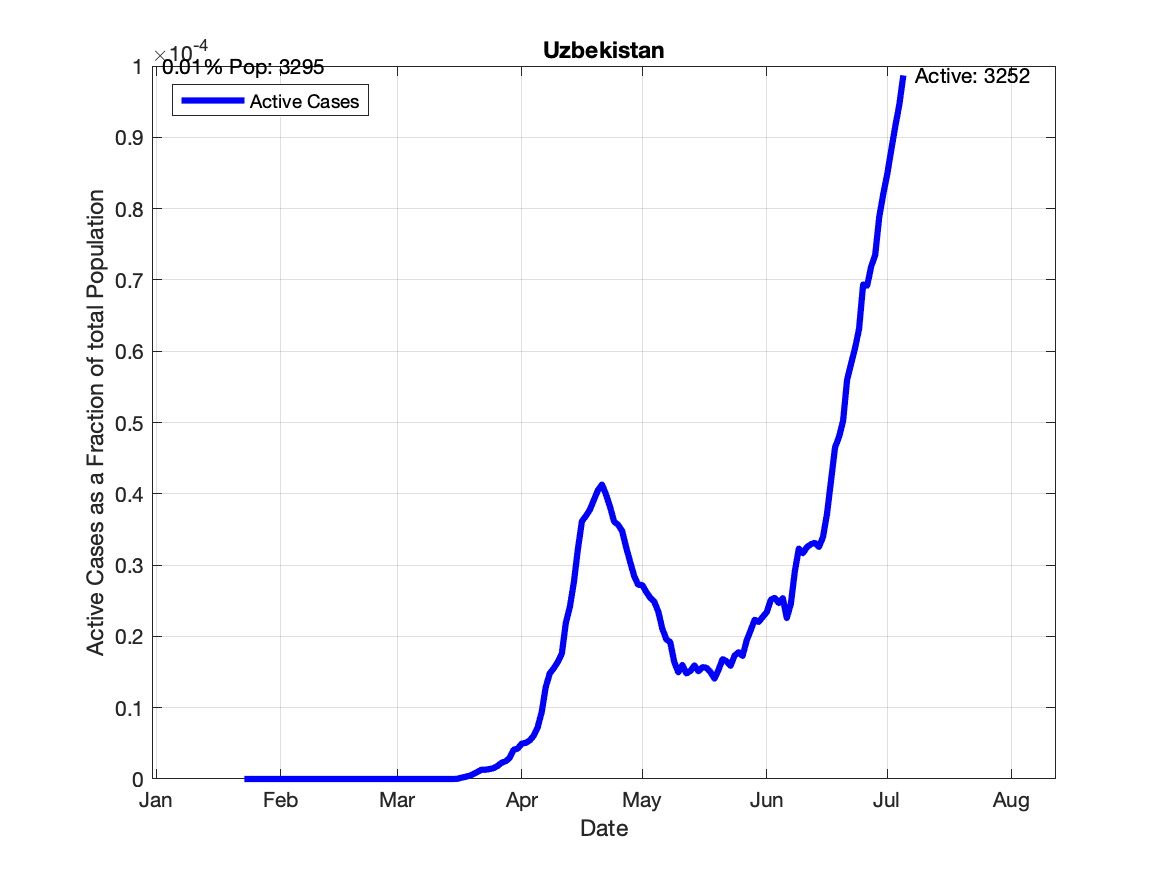 Uzbekistan
×10-4
0.01% Pop: 3295
Active: 3252
Active Cases
1
0.9
0.8
0.7
0.6
0.5
0.4
0.3
0.2
0.1
0
Active Cases as a Fraction of total Population
Jan Feb Mar Apr May Jun Jul Aug
Date